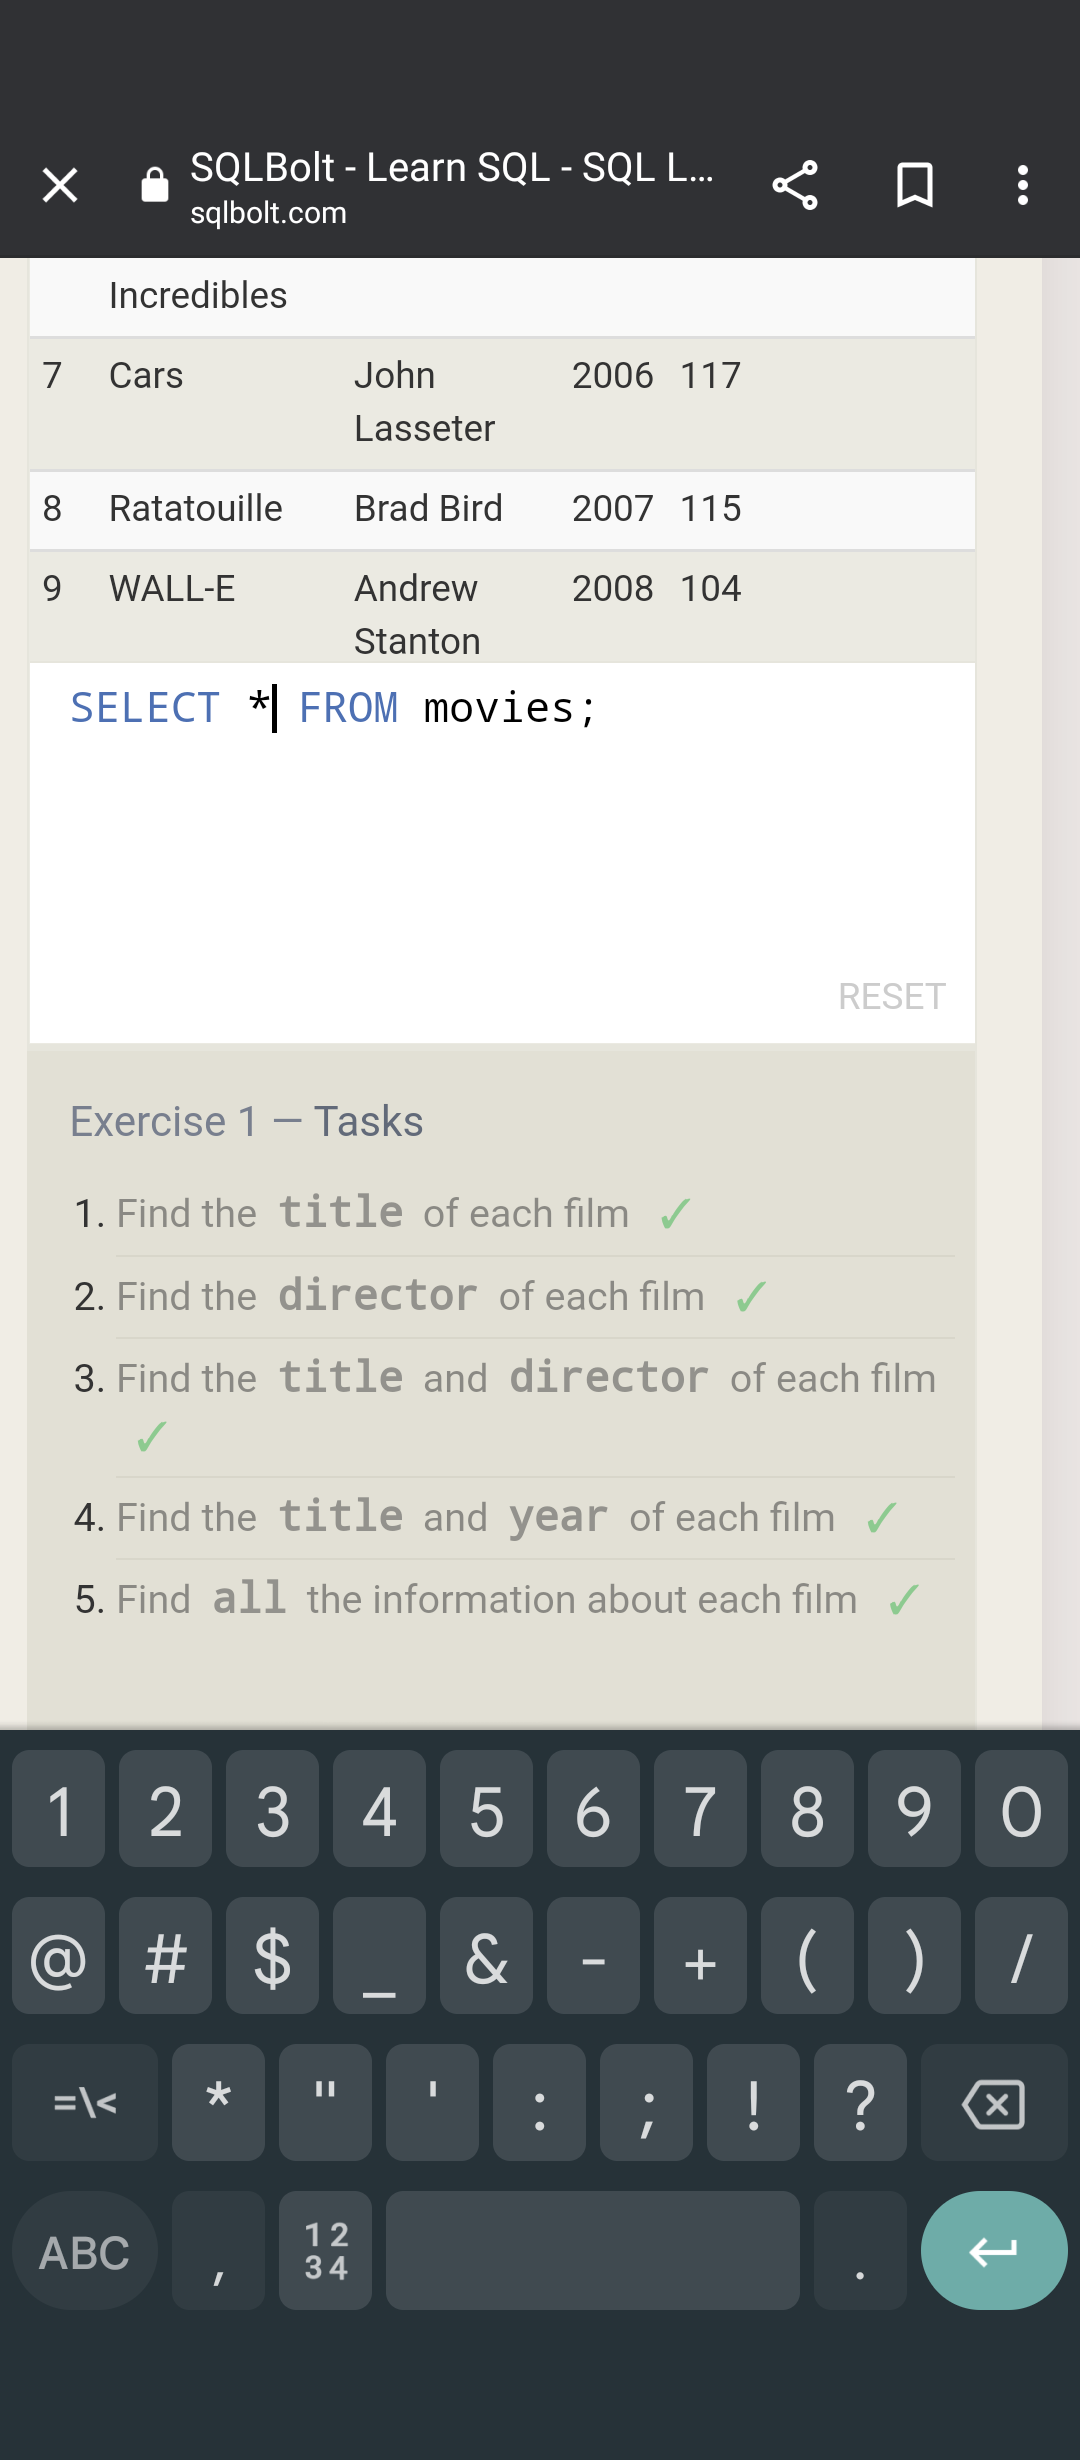 SQLBolt - Learn SQL - SQL L...
sqlbolt.com
Incredibles
7 Cars John 2006 117
Lasseter
8 Ratatouille Brad Bird 2007 115
9 WALL-E Andrew 2008 104
Stanton
SELECT * FROM movies;
RESET
Exercise 1 — Tasks
1. Find the title of each film ✓
2. Find the director of each film ✓
3. Find the title and director of each film
✓
4. Find the title and year of each film ✓
5. Find all the information about each film ✓
1 2 3 4 5 6 7 8 9 0
@ # $ _ & - + ( ) /
=\< * " ' : ; ! ?
ABC , 12 .
34